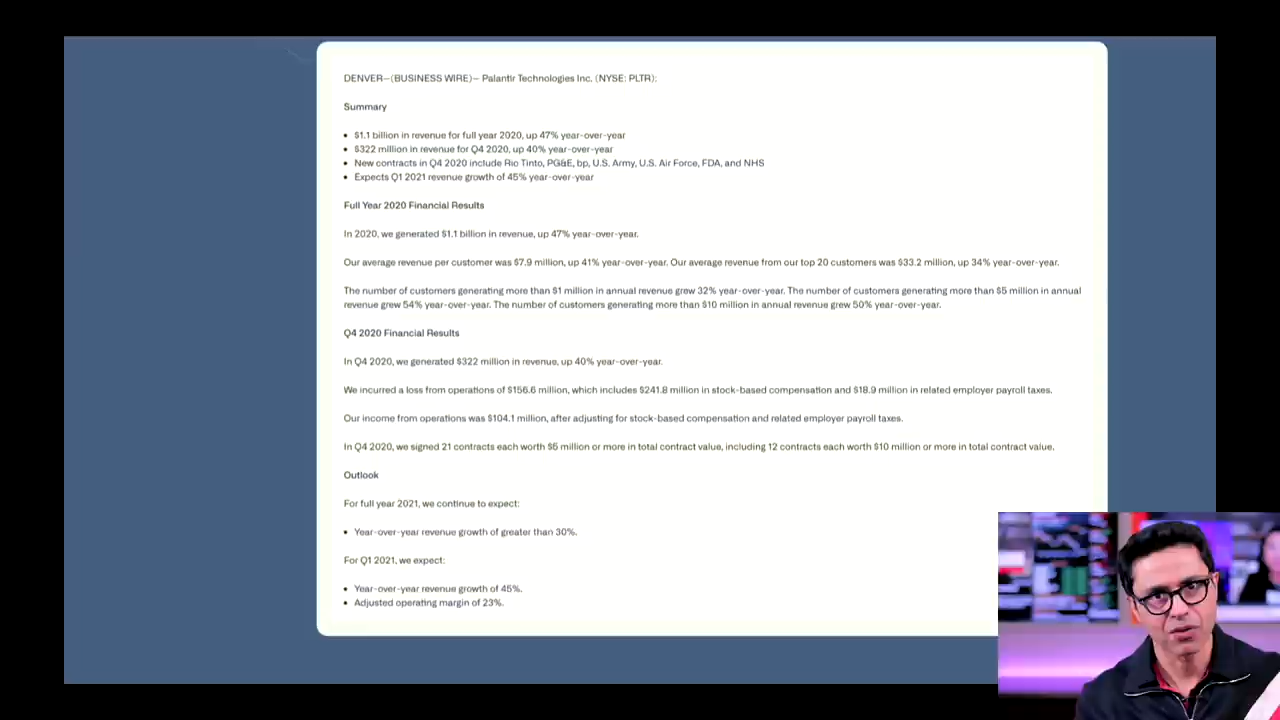 DENVER--(BUSINESS WIRE)-- Palantir Technologies Inc. (NYSE: PLTR):
Summary
• $1.1 billion in revenue for full year 2020, up 47% year-over-year
• $322 million in revenue for Q4 2020, up 40% year-over-year
• New contracts in Q4 2020 include Rio Tinto, PG&E, bp, U.S. Army, U.S. Air Force, FDA, and NHS
• Expects Q1 2021 revenue growth of 45% year-over-year
Full Year 2020 Financial Results
In 2020, we generated $1.1 billion in revenue, up 47% year-over-year.
Our average revenue per customer was $7.9 million, up 41% year-over-year. Our average revenue from our top 20 customers was $33.2 million, up 34% year-over-year.
The number of customers generating more than $1 million in annual revenue grew 32% year-over-year. The number of customers generating more than $5 million in annual
revenue grew 54% year-over-year. The number of customers generating more than $10 million in annual revenue grew 50% year-over-year.
Q4 2020 Financial Results
In Q4 2020, we generated $322 million in revenue, up 40% year-over-year.
We incurred a loss from operations of $156.6 million, which includes $241.8 million in stock-based compensation and $18.9 million in related employer payroll taxes.
Our income from operations was $104.1 million, after adjusting for stock-based compensation and related employer payroll taxes.
In Q4 2020, we signed 21 contracts each worth $5 million or more in total contract value, including 12 contracts each worth $10 million or more in total contract value.
Outlook
For full year 2021, we continue to expect:
• Year-over-year revenue growth of greater than 30%.
For Q1 2021, we expect:
• Year-over-year revenue growth of 45%.
• Adjusted operating margin of 23%.